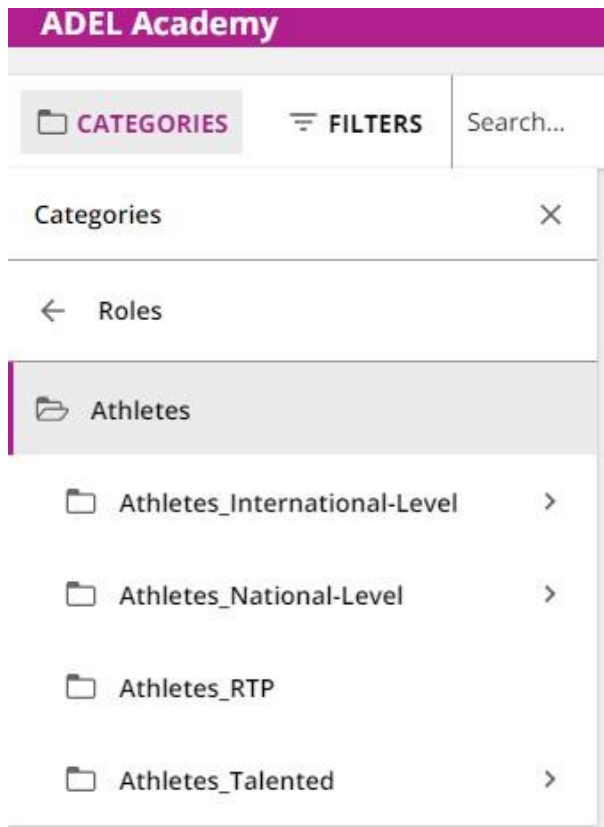 ADEL Academy
CATEGORIES FILTERS Search...
Categories
Roles
Athletes
Athletes_International-Level
Athletes_National-Level
Athletes_RTP
Athletes_Talented